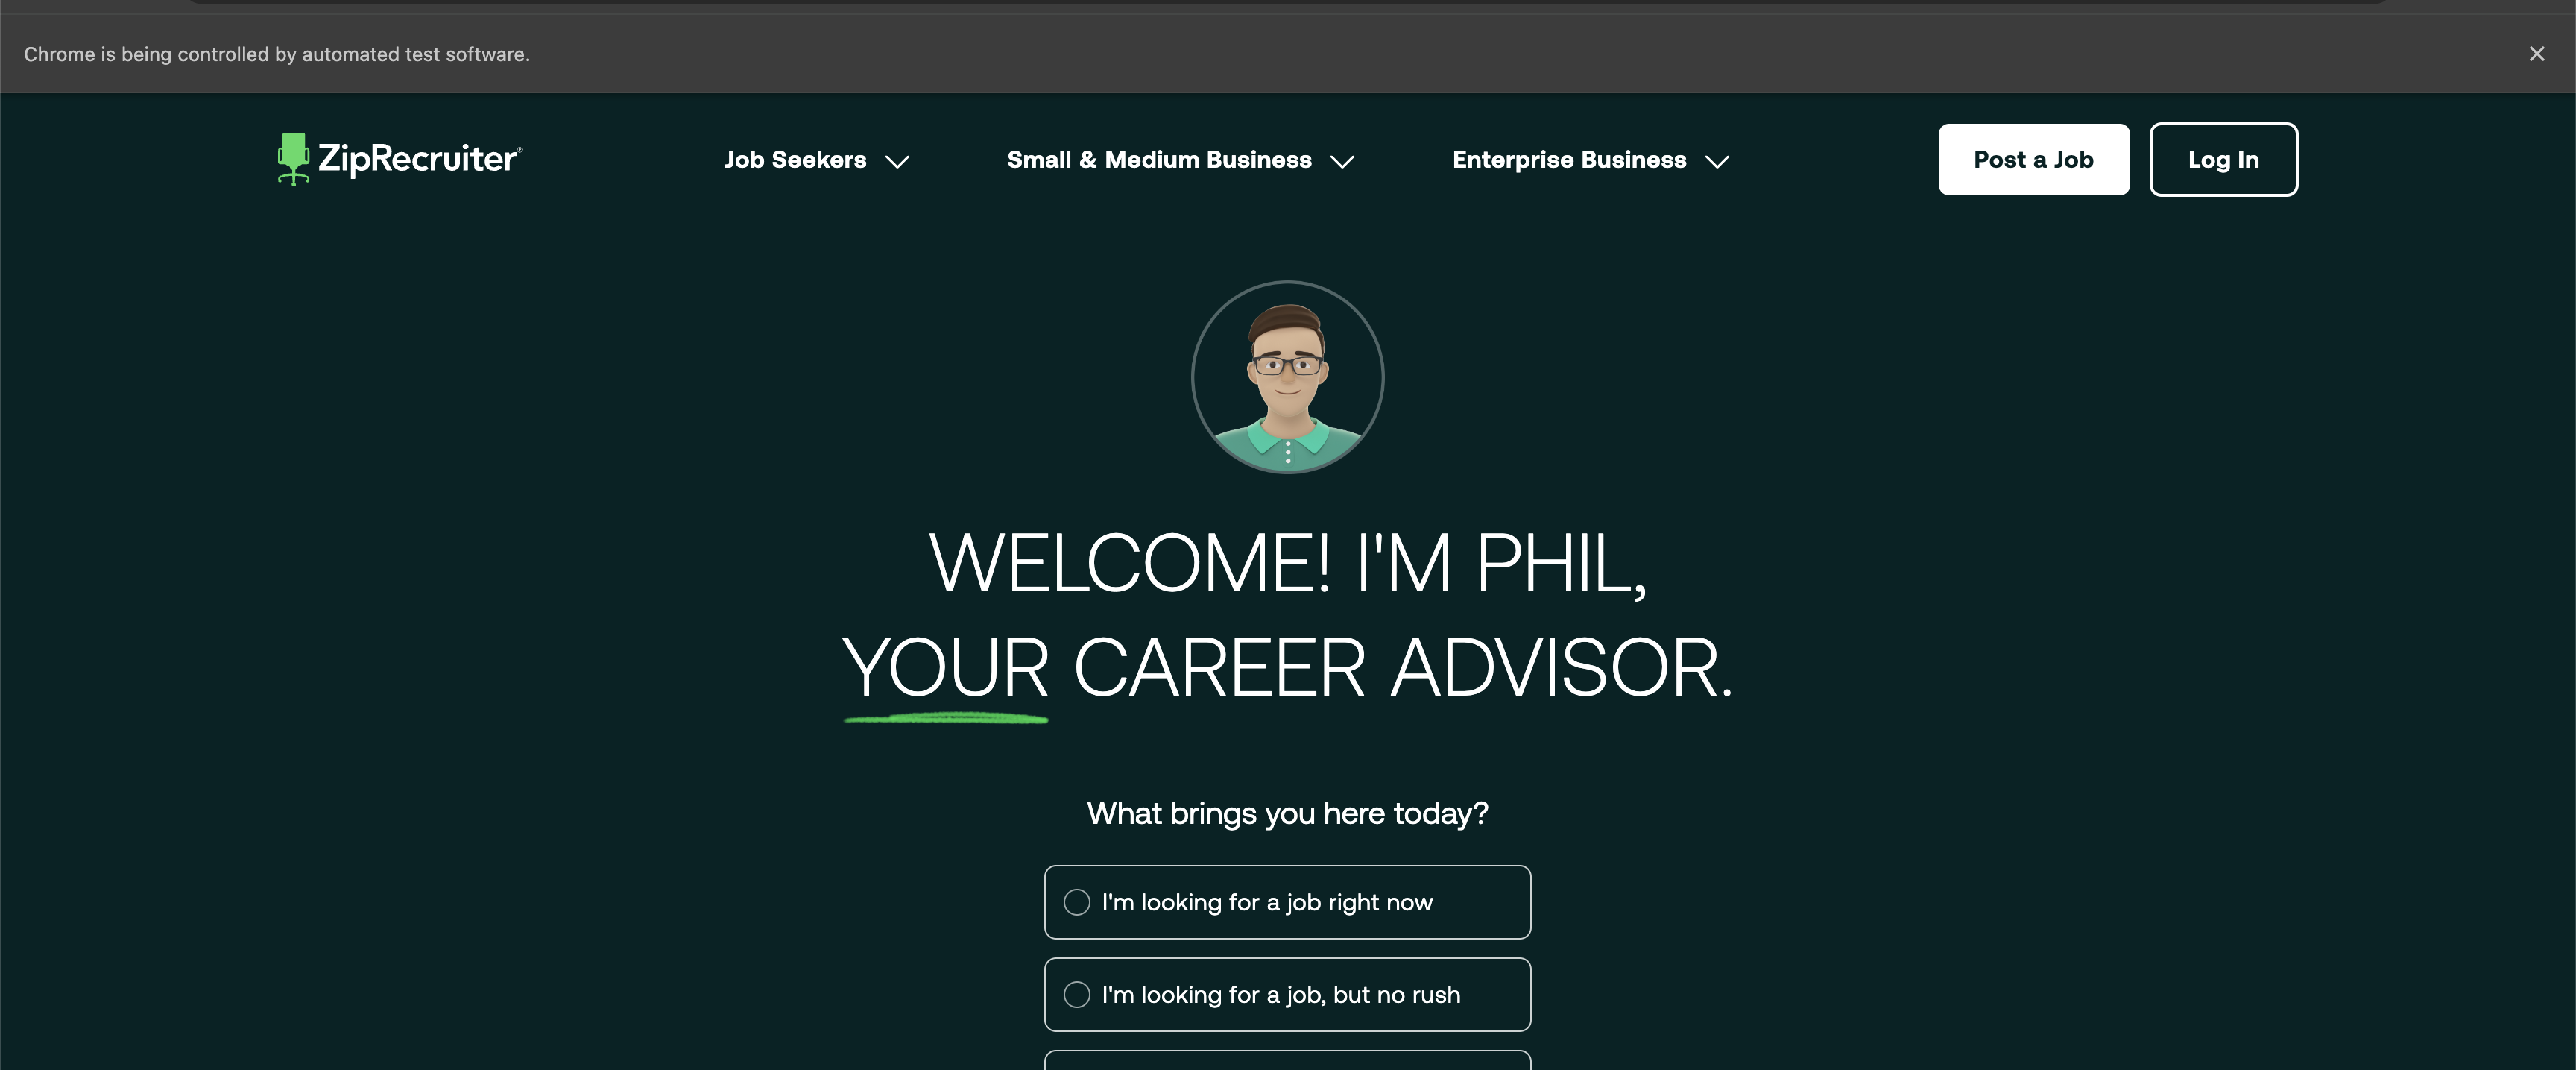 Chrome is being controlled by automated test software.
ZipRecruiter®
Job Seekers
Small & Medium Business
Enterprise Business
Post a Job
Log In
WELCOME! I'M PHIL,
YOUR CAREER ADVISOR.
What brings you here today?
I'm looking for a job right now
I'm looking for a job, but no rush